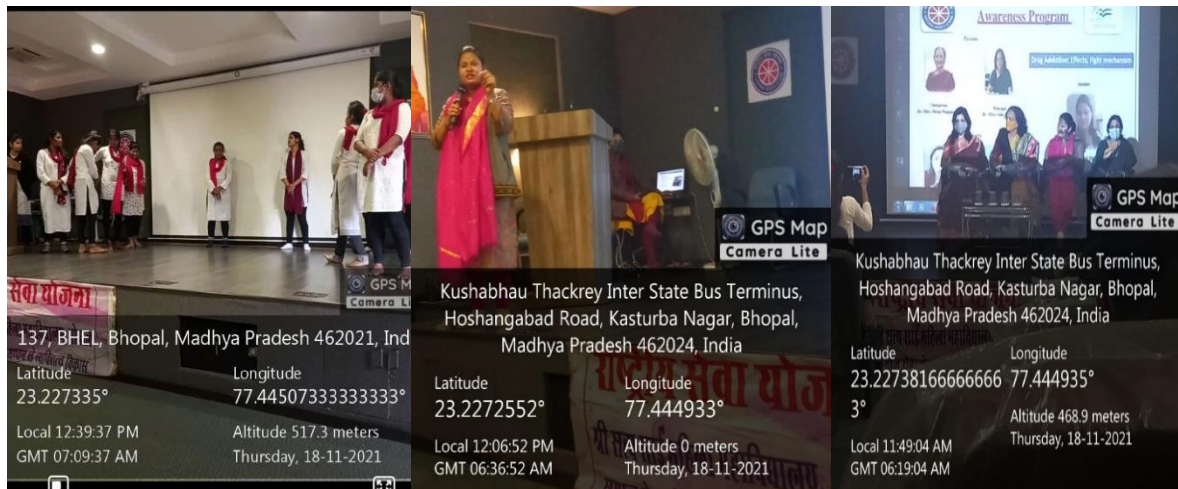 सेवा योजना
GPS M
Camera Li
137, BHEL, Bhopal, Madhya Pradesh 462021, Ind
Latitude
23.227335°
Longitude
77.44507333333333°
Local 12:39:37 PM
GMT 07:09:37 AM
Altitude 517.3 meters
Thursday, 18-11-2021
GPS Map
Camera Lite
Kushabhau Thackrey Inter State Bus Terminus,
Hoshangabad Road, Kasturba Nagar, Bhopal,
Madhya Pradesh 462024, India
राष्ट्रीय सेवा योज
Latitude
23.2272552°
Longitude
77.444933°
Local 12:06:52 PM
GMT 06:36:52 AM
Altitude 0 meters
Thursday, 18-11-2021
Awareness Program
Drug Addiction: Effects, Fight mechanism
GPS Map
Camera Lite
Kushabhau Thackrey Inter State Bus Terminus,
Hoshangabad Road, Kasturba Nagar, Bhopal,
Madhya Pradesh 462024, India
Latitude
23.22738166666666
3°
Longitude
77.444935°
Local 11:49:04 AM
GMT 06:19:04 AM
Altitude 468.9 meters
Thursday, 18-11-2021